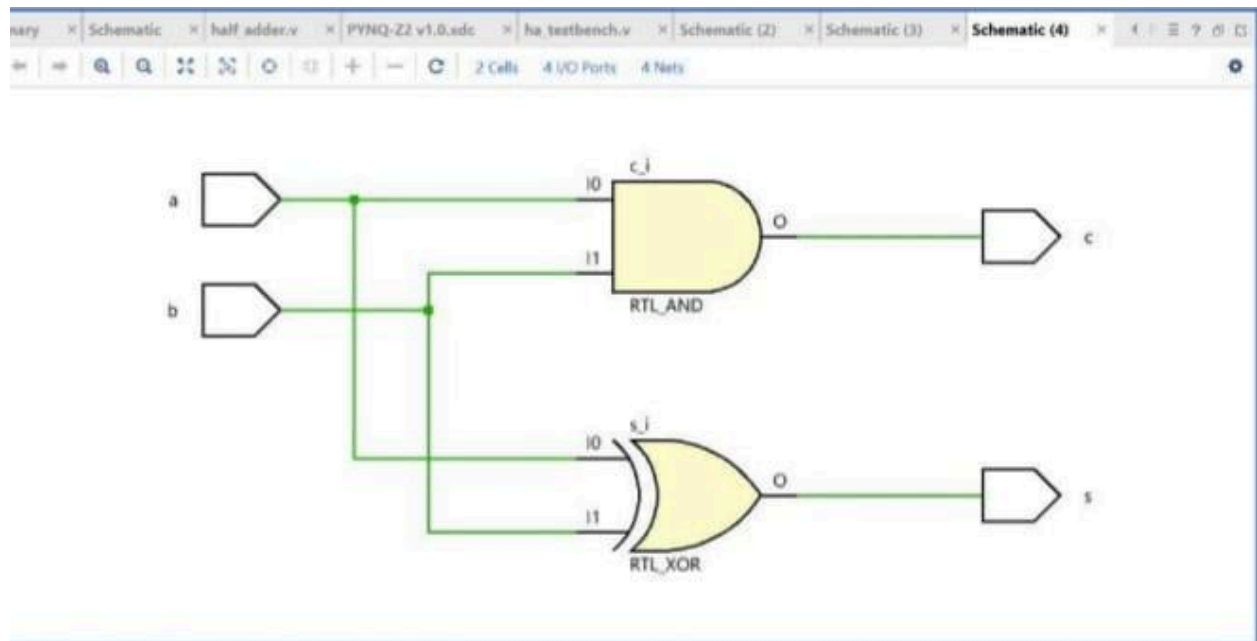 Schematic half adder.v PYNQ-Z2 v1.0.xdc ha_testbench.v Schematic (2) Schematic (3) Schematic (4)
2 Cells 4 I/O Ports 4 Nets
c_i
a I0 O
c
I1
RTL_AND
b
s_i
I0
O
s
I1
RTL_XOR